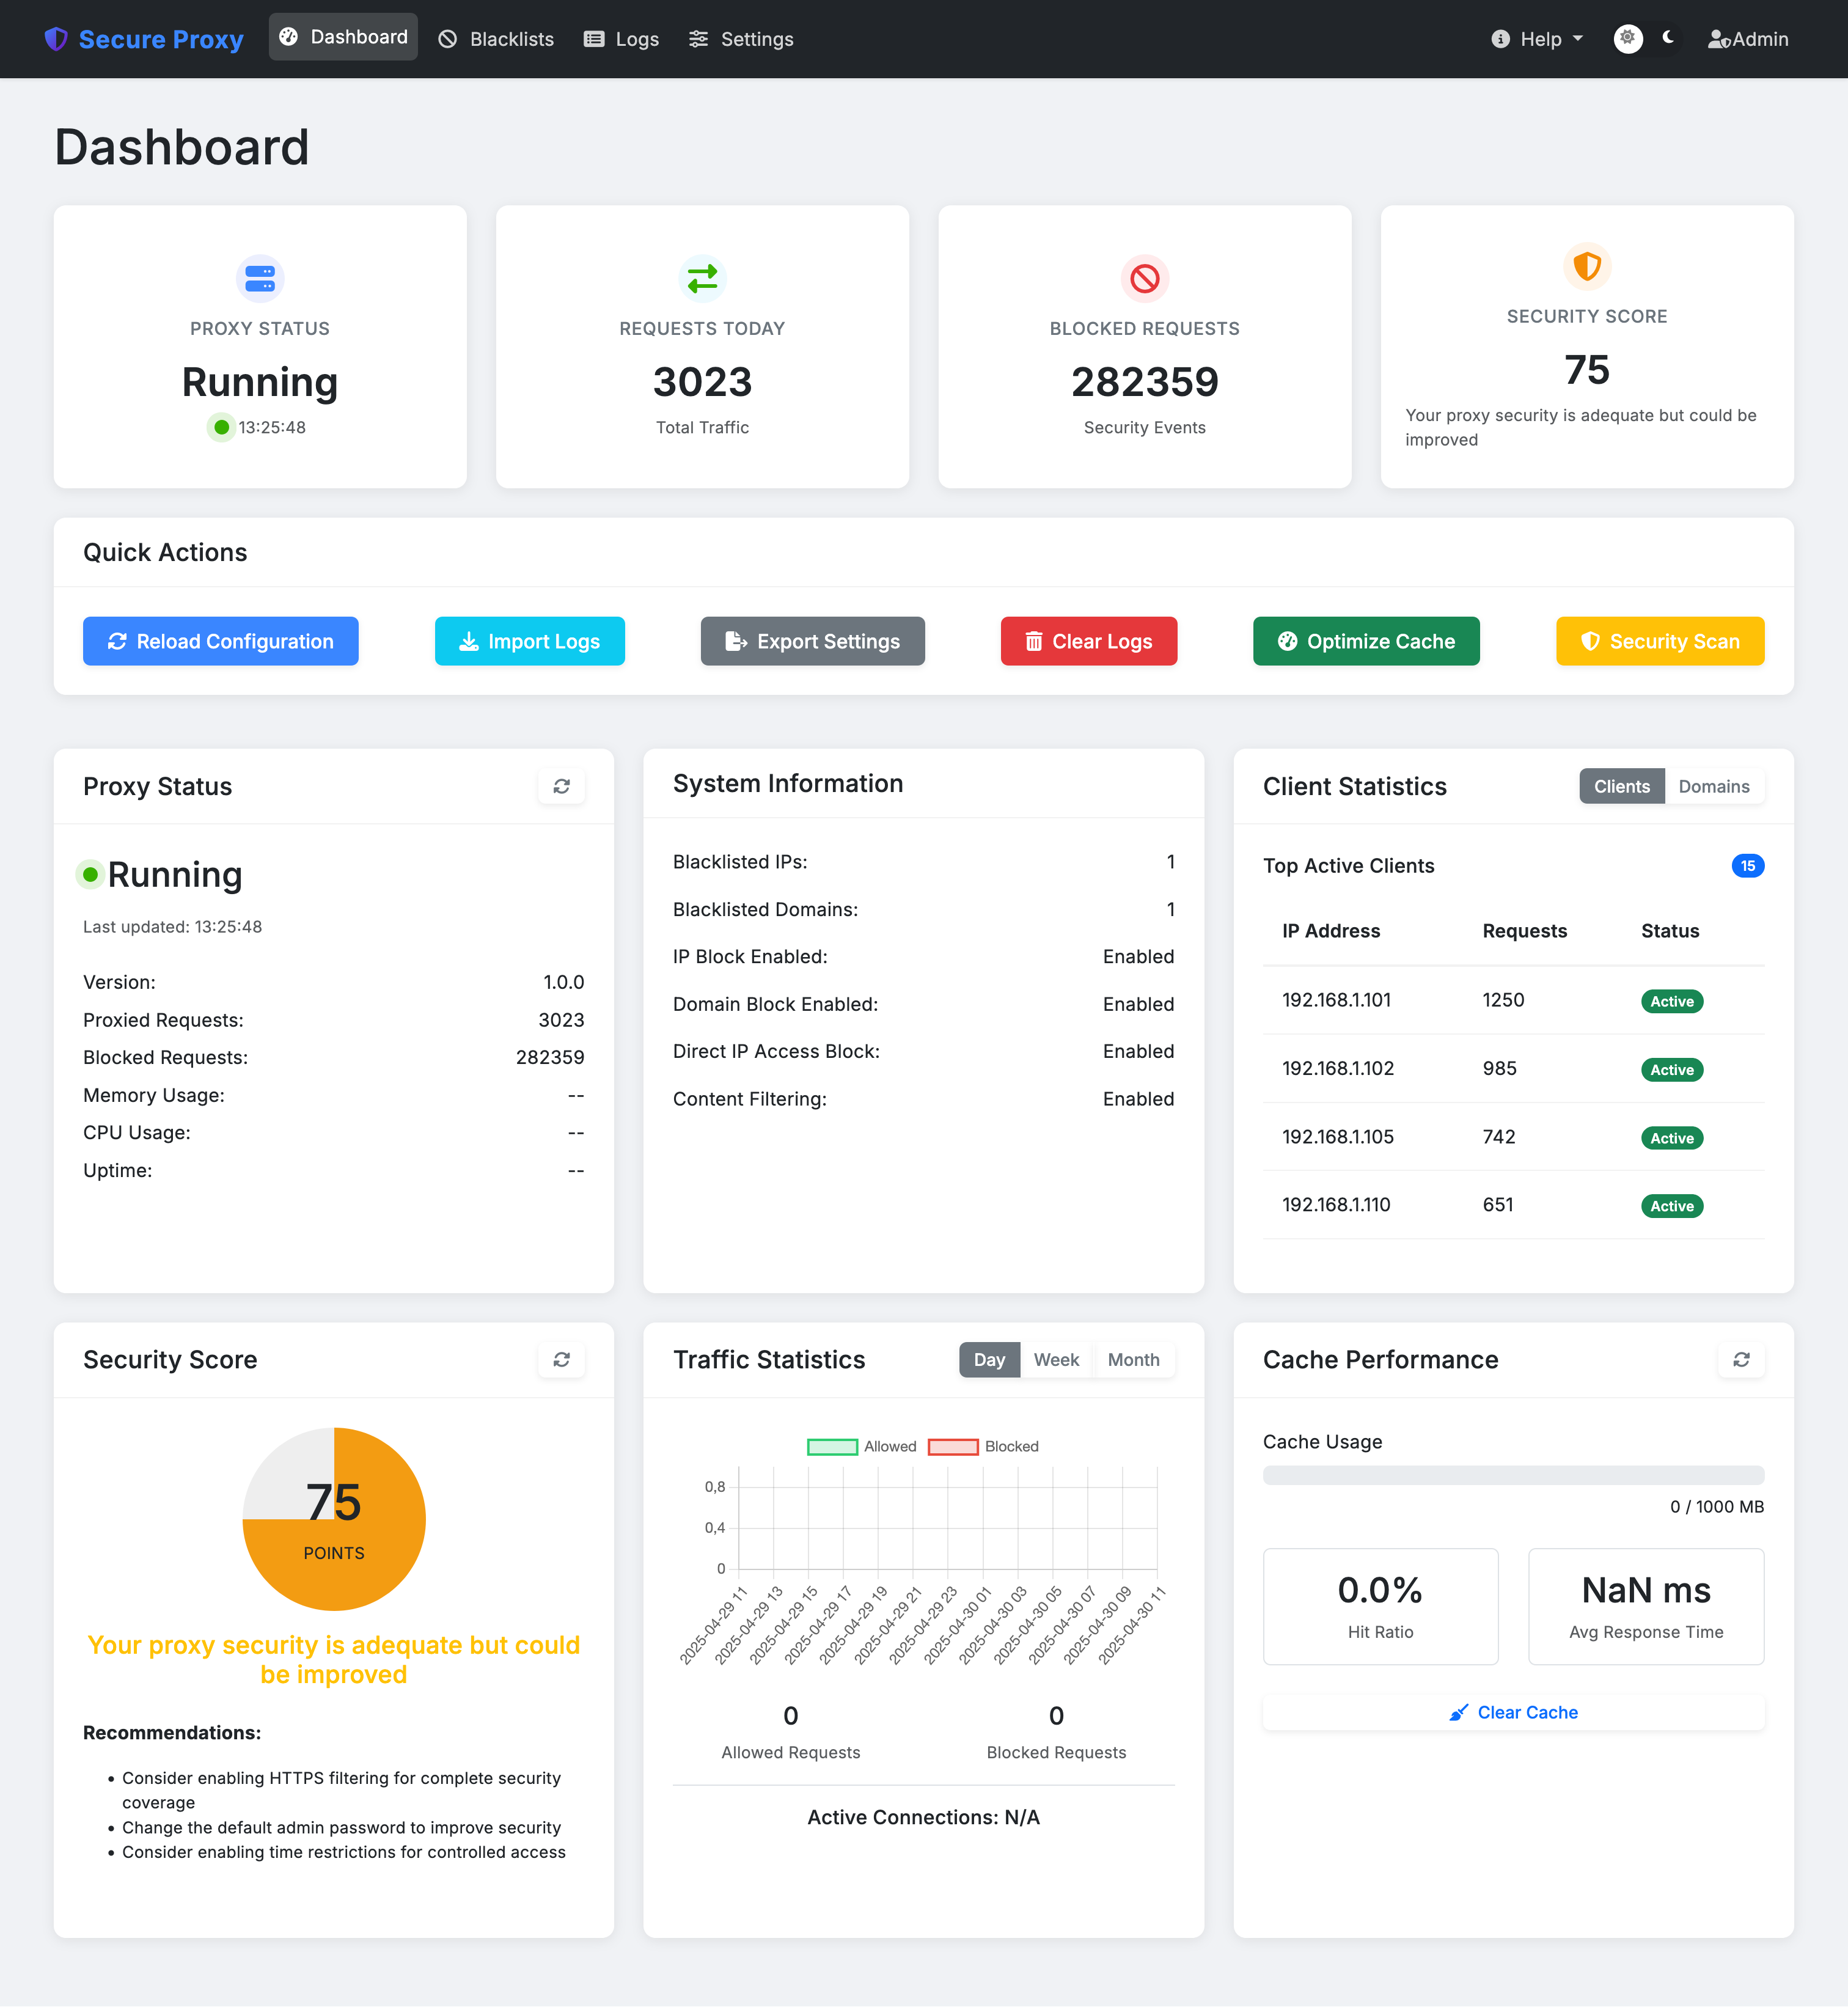 Secure Proxy
Dashboard
Blacklists
Logs
Settings
Help
Admin
Dashboard
PROXY STATUS
Running
13:25:48
REQUESTS TODAY
3023
Total Traffic
BLOCKED REQUESTS
282359
Security Events
SECURITY SCORE
75
Your proxy security is adequate but could be
improved
Quick Actions
Reload Configuration
Import Logs
Export Settings
Clear Logs
Optimize Cache
Security Scan
Proxy Status
Running
Last updated: 13:25:48
Version: 1.0.0
Proxied Requests: 3023
Blocked Requests: 282359
Memory Usage: --
CPU Usage: --
Uptime: --
System Information
Blacklisted IPs: 1
Blacklisted Domains: 1
IP Block Enabled: Enabled
Domain Block Enabled: Enabled
Direct IP Access Block: Enabled
Content Filtering: Enabled
Client Statistics
Clients Domains
Top Active Clients 15
IP Address Requests Status
192.168.1.101 1250 Active
192.168.1.102 985 Active
192.168.1.105 742 Active
192.168.1.110 651 Active
Security Score
75
POINTS
Your proxy security is adequate but could
be improved
Recommendations:
• Consider enabling HTTPS filtering for complete security
coverage
• Change the default admin password to improve security
• Consider enabling time restrictions for controlled access
Traffic Statistics
Day Week Month
Allowed Blocked
0,8
0,4
0
2025-04-29 11
2025-04-29 13
2025-04-29 15
2025-04-29 17
2025-04-29 19
2025-04-29 21
2025-04-29 23
2025-04-30 01
2025-04-30 03
2025-04-30 05
2025-04-30 07
2025-04-30 09
2025-04-30 11
0
Allowed Requests
0
Blocked Requests
Active Connections: N/A
Cache Performance
Cache Usage
0 / 1000 MB
0.0%
Hit Ratio
NaN ms
Avg Response Time
Clear Cache